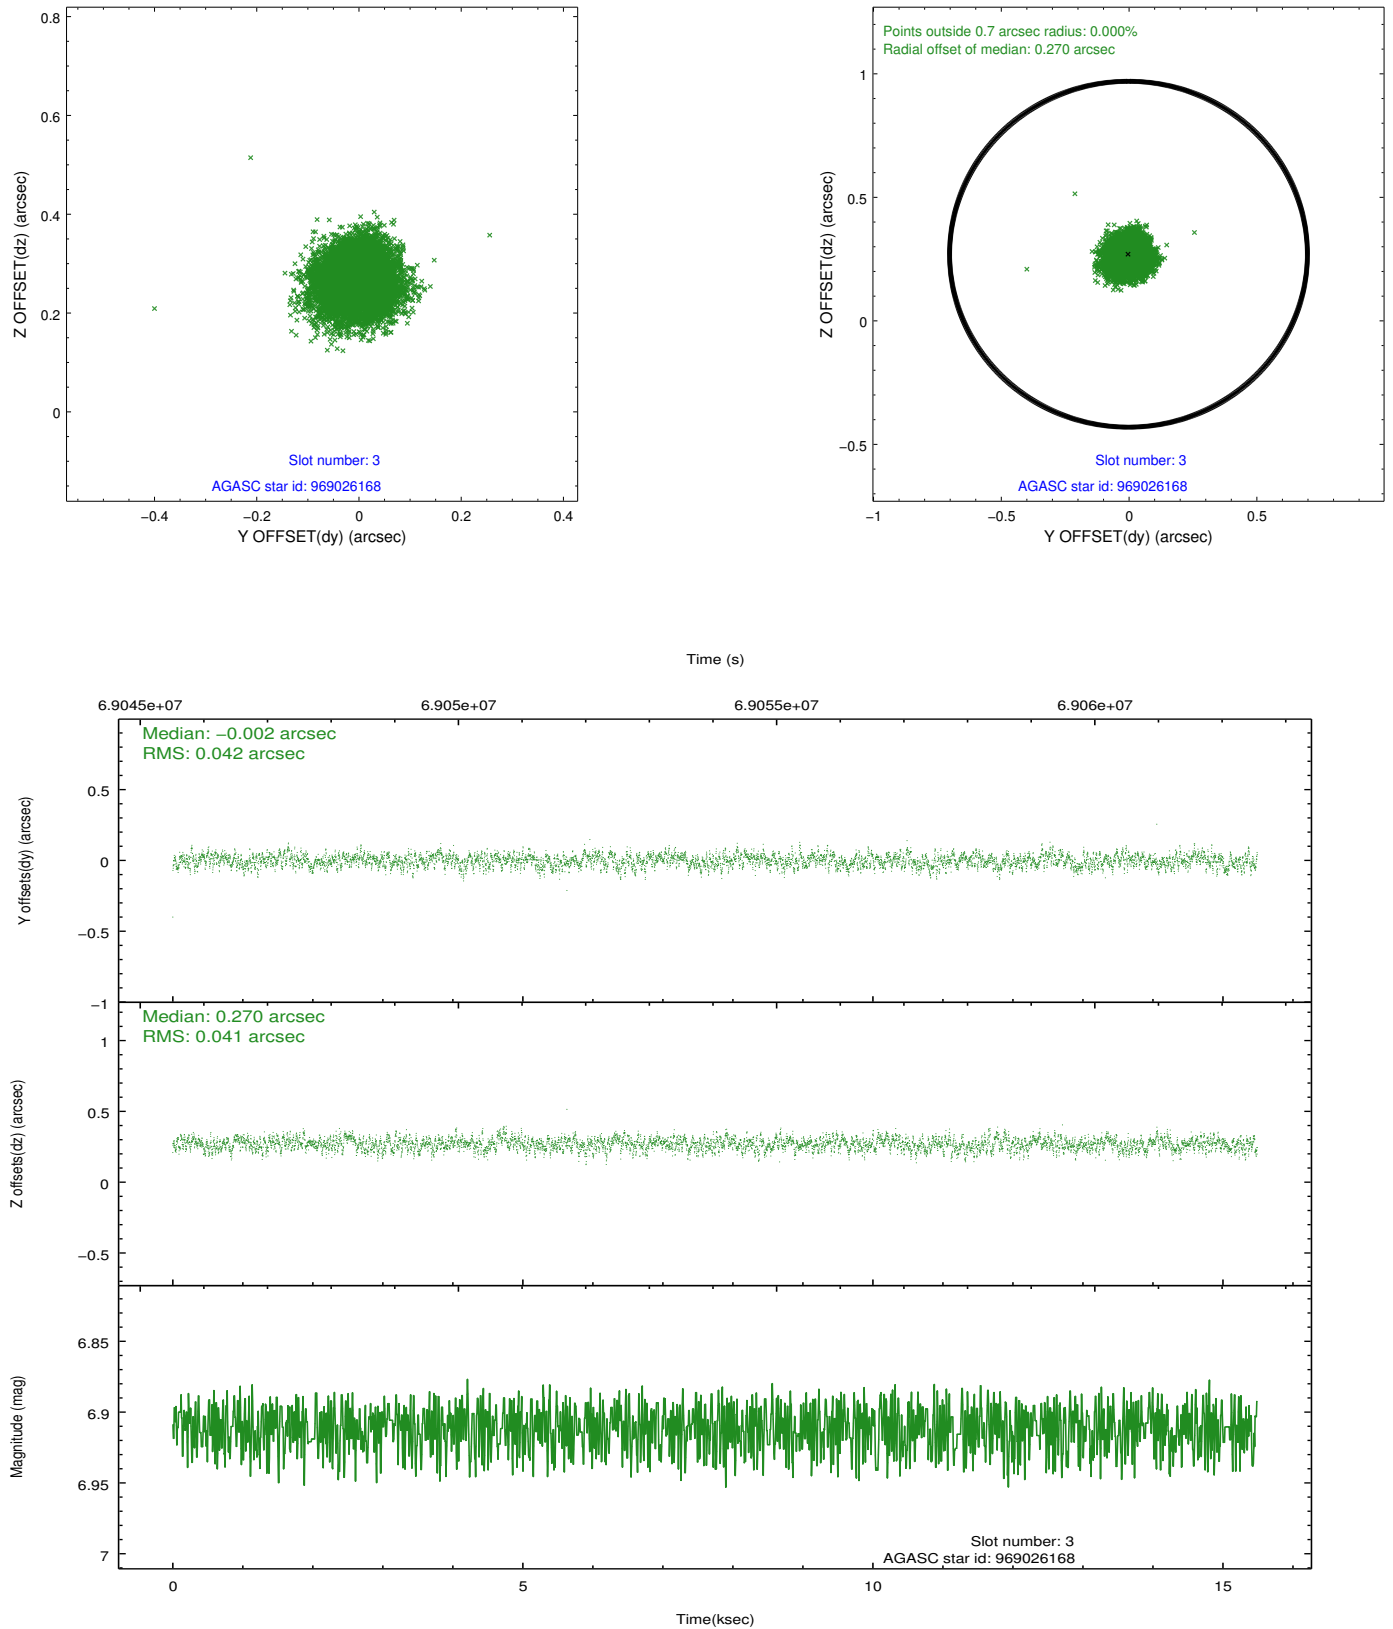 0.8
0.6
0.4
0.2
0
Z OFFSET(dz) (arcsec)
Slot number: 3
AGASC star id: 969026168
−0.4 −0.2 0 0.2 0.4
Y OFFSET(dy) (arcsec)
Points outside 0.7 arcsec radius: 0.000%
Radial offset of median: 0.270 arcsec
1
0.5
0
−0.5
Z OFFSET(dz) (arcsec)
Slot number: 3
AGASC star id: 969026168
−1 −0.5 0 0.5
Y OFFSET(dy) (arcsec)
Time (s)
6.9045e+07 6.905e+07 6.9055e+07 6.906e+07
Median: −0.002 arcsec
RMS: 0.042 arcsec
0.5
0
−0.5
−1
Y offsets(dy) (arcsec)
Median: 0.270 arcsec
RMS: 0.041 arcsec
1
0.5
0
−0.5
Z offsets(dz) (arcsec)
6.85
6.9
6.95
7
Magnitude (mag)
Slot number: 3
AGASC star id: 969026168
0 5 10 15
Time(ksec)